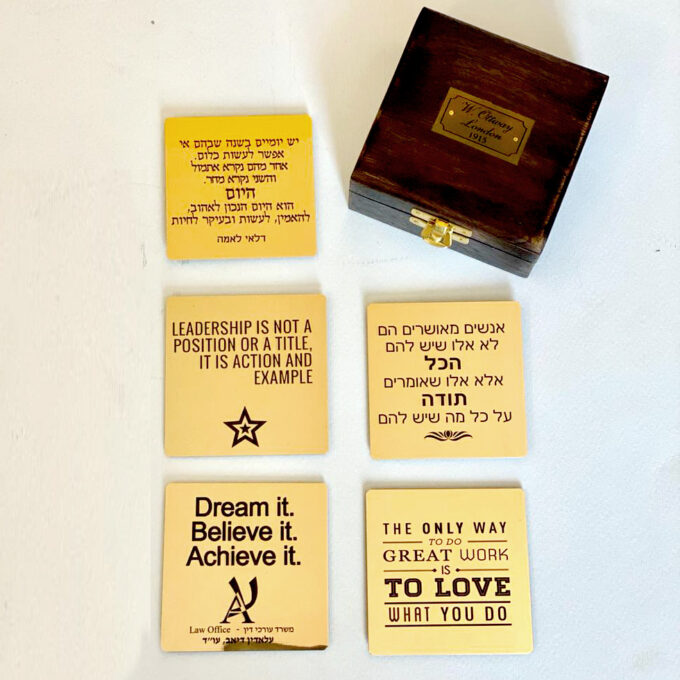 יש יומיים בשנה שבהם אי
אפשר לעשות כלום.
אחד מהם נקרא אתמול
והשני נקרא מחר.
היום
הוא היום הנכון לאהוב,
להאמין, לעשות ובעיקר לחיות
דלאי לאמה
W. Ottway
London
1915
LEADERSHIP IS NOT A
POSITION OR A TITLE,
IT IS ACTION AND
EXAMPLE
אנשים מאושרים הם
לא אלו שיש להם
הכל
אלא אלו שאומרים
תודה
על כל מה שיש להם
Dream it.
Believe it.
Achieve it.
Law Office - משרד עורכי דין
עלאדין דיאב, עו״ד
THE ONLY WAY
TO DO
GREAT WORK
IS
TO LOVE
WHAT YOU DO